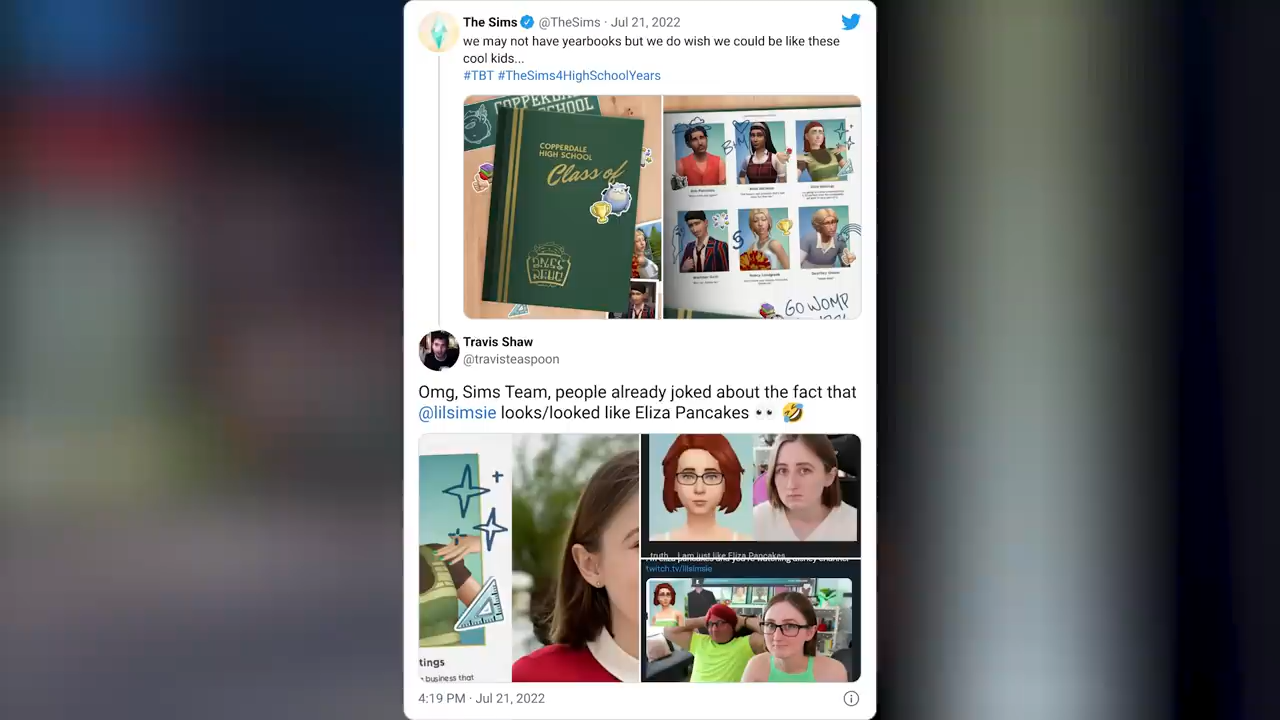 The Sims @TheSims · Jul 21, 2022
we may not have yearbooks but we do wish we could be like these
cool kids...
#TBT #TheSims4HighSchoolYears
SCHOOL
COPPERDALE
HIGH SCHOOL
Class of
GO WOMP
Travis Shaw
@travisteaspoon
Omg, Sims Team, people already joked about the fact that
@lilsimsie looks/looked like Eliza Pancakes 👀 🤣
truth... I am just like Eliza Pancakes
twitch.tv/lilsimsie
tings
business that
4:19 PM · Jul 21, 2022